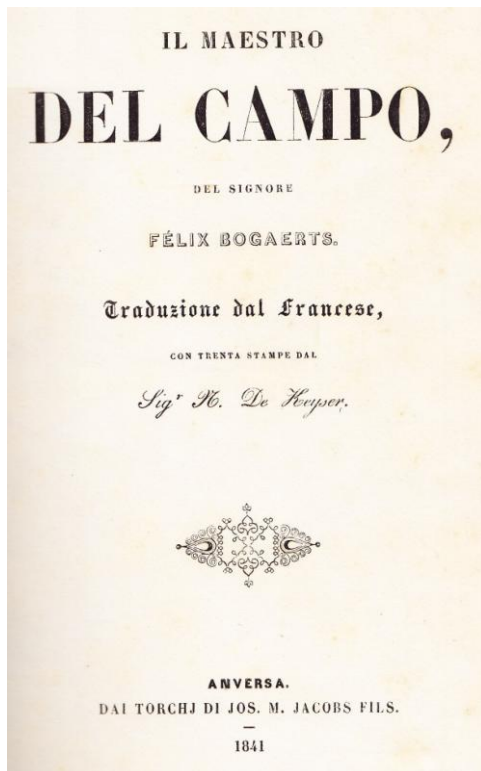 IL MAESTRO
DEL CAMPO,
DEL SIGNORE
FÉLIX BOGAERTS.
Traduzione dal Francese,
CON TRENTA STAMPE DAL
Sigr N. De Keyser.
ANVERSA.
DAI TORCHJ DI JOS. M. JACOBS FILS.
1841